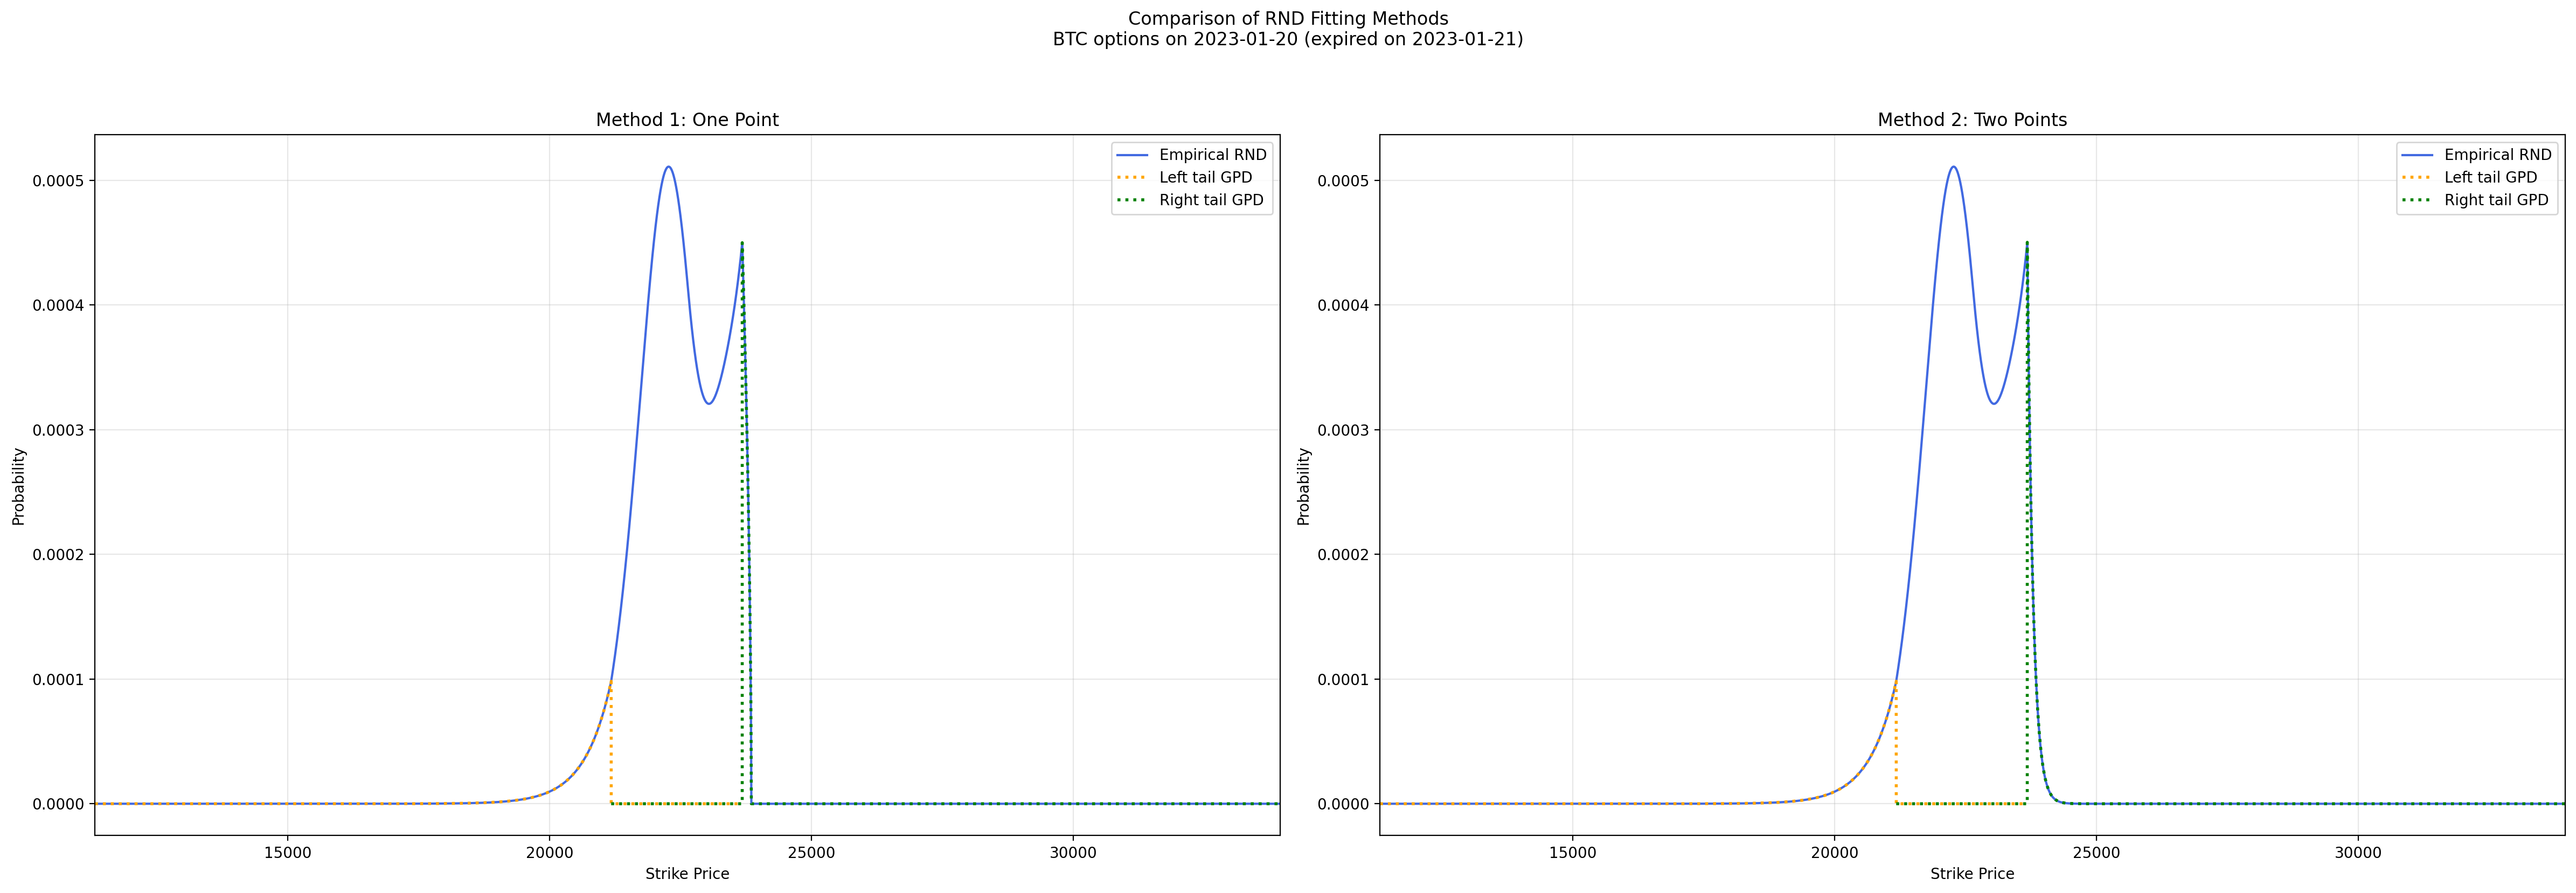 Comparison of RND Fitting Methods
BTC options on 2023-01-20 (expired on 2023-01-21)
Method 1: One Point
Empirical RND
Left tail GPD
Right tail GPD
0.0005
0.0004
0.0003
0.0002
0.0001
0.0000
Probability
15000
20000
25000
30000
Strike Price
Method 2: Two Points
Empirical RND
Left tail GPD
Right tail GPD
0.0005
0.0004
0.0003
0.0002
0.0001
0.0000
Probability
15000
20000
25000
30000
Strike Price